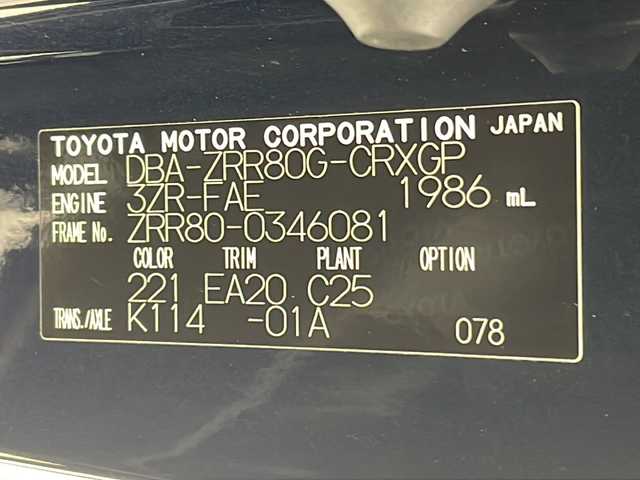 TOYOTA MOTOR CORPORATION JAPAN
MODEL DBA-ZRR80G-CRXGP
ENGINE 3ZR-FAE 1986 mL
FRAME No. ZRR80-0346081
COLOR TRIM PLANT OPTION
221 EA20 C25
TRANS./AXLE K114 -01A 078